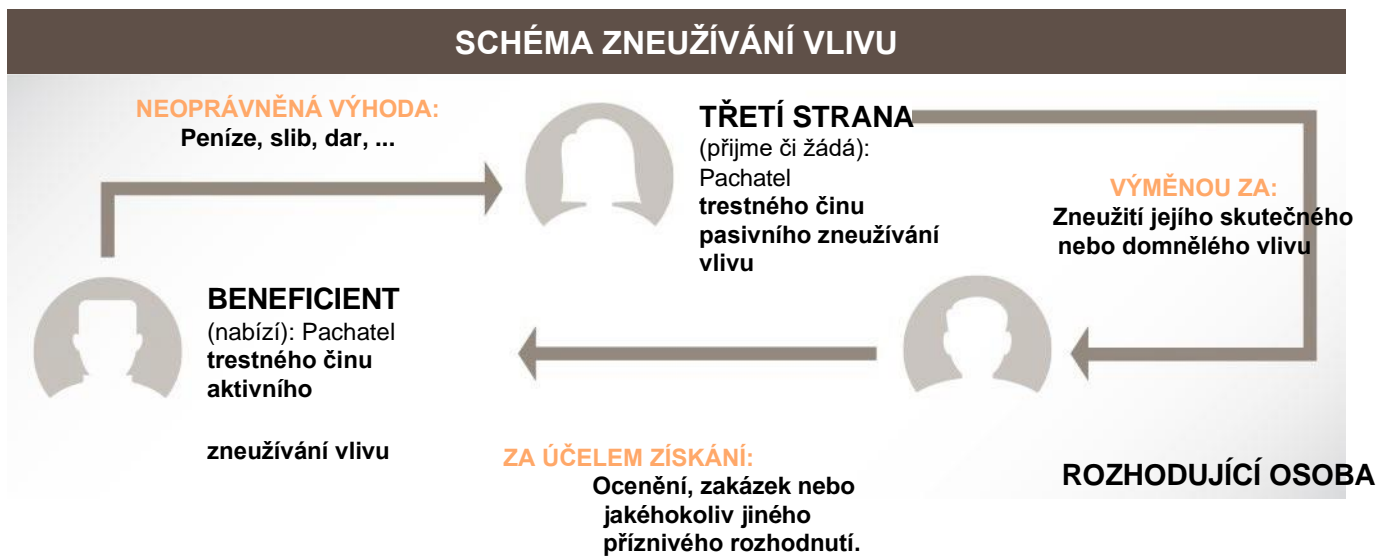 SCHÉMA ZNEUŽÍVÁNÍ VLIVU
NEOPRÁVNĚNÁ VÝHODA:
Peníze, slib, dar, ...
TŘETÍ STRANA
(přijme či žádá):
Pachatel
trestného činu
pasivního zneužívání
vlivu
VÝMĚNOU ZA:
Zneužití jejího skutečného
nebo domnělého vlivu
BENEFICIENT
(nabízí): Pachatel
trestného činu
aktivního
zneužívání vlivu
ZA ÚČELEM ZÍSKÁNÍ:
Ocenění, zakázek nebo
jakéhokoliv jiného
příznivého rozhodnutí.
ROZHODUJÍCÍ OSOBA